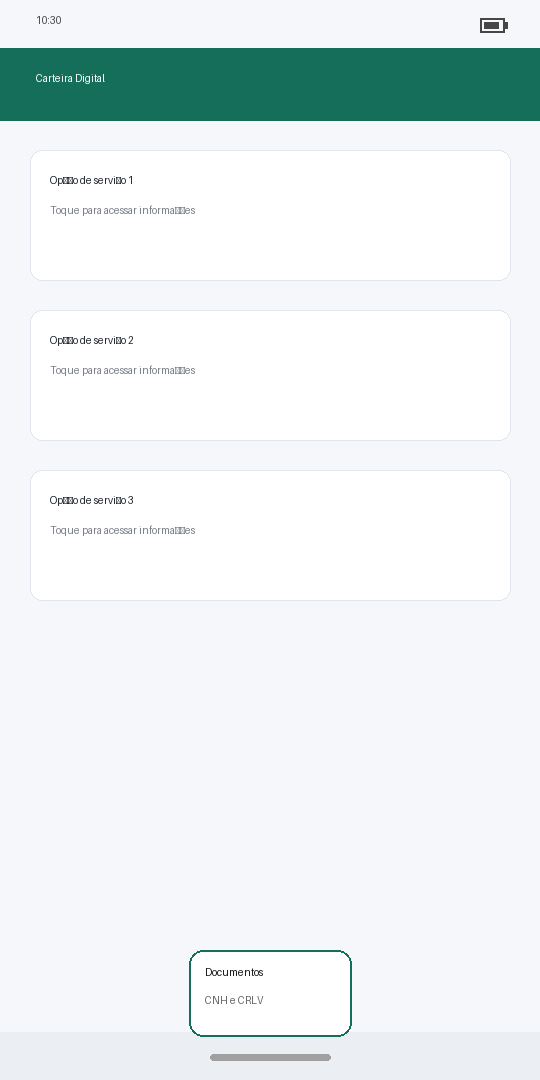 10:30
Carteira Digital
de 1
Toque para acessar
de 2
Toque para acessar
de 3
Toque para acessar
Documentos
CNH e CRLV